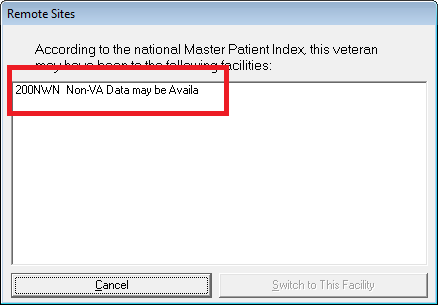 Remote Sites
According to the national Master Patient Index, this veteran
may have been to the following facilities:
200NWN Non-VA Data may be Availa
Cancel
Switch to This Facility